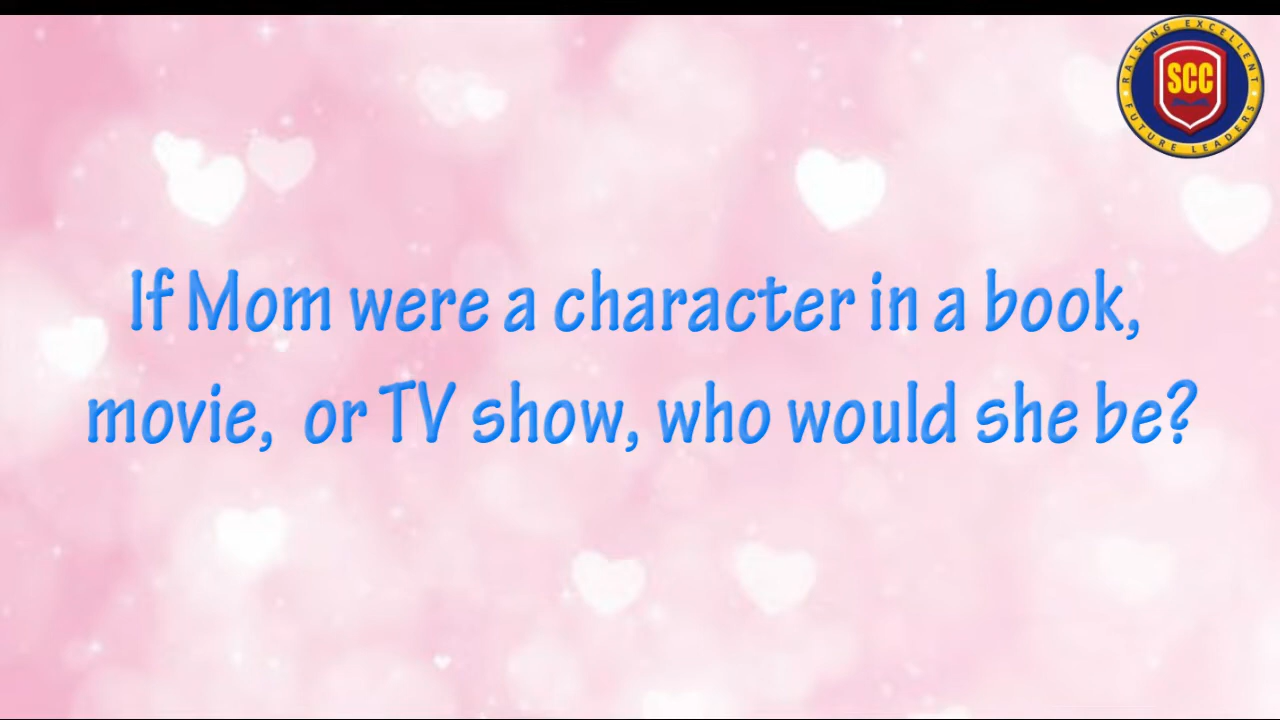 RAISING EXCELLENT
SCC
FUTURE LEADERS
If Mom were a character in a book,
movie, or TV show, who would she be?